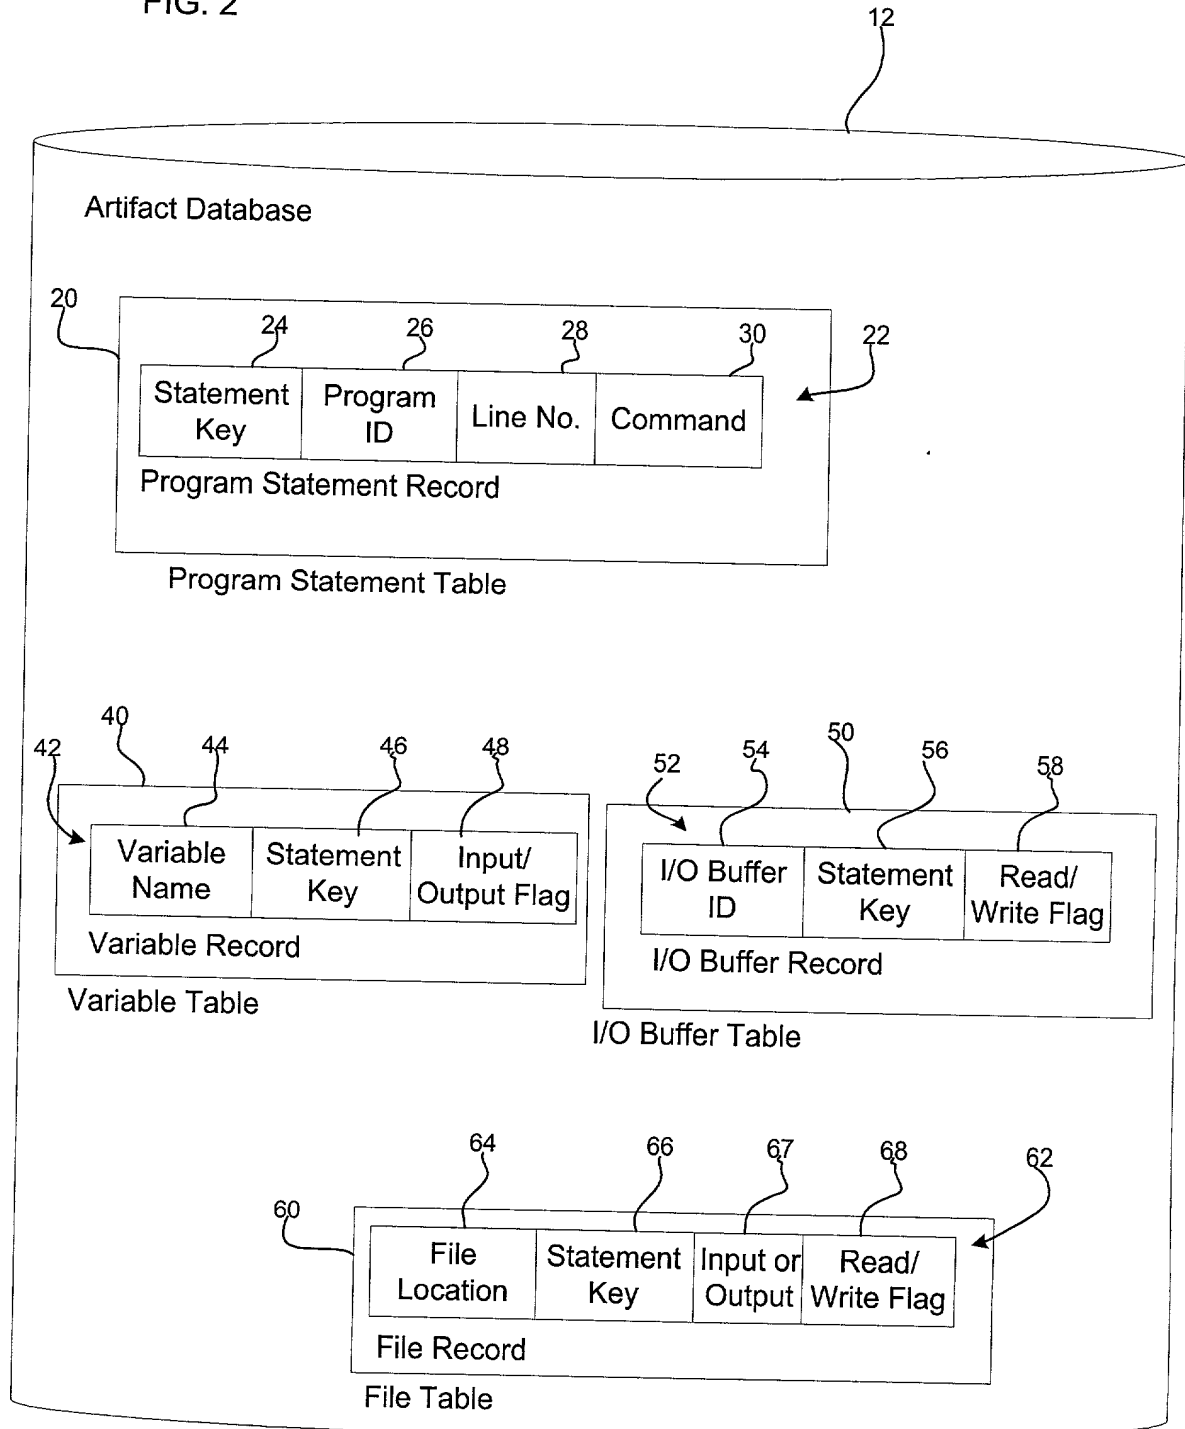 FIG. 2
12
Artifact Database
20
24
26
28
30
22
Statement Key
Program ID
Line No.
Command
Program Statement Record
Program Statement Table
40
42
44
46
48
Variable Name
Statement Key
Input/ Output Flag
Variable Record
Variable Table
50
52
54
56
58
I/O Buffer ID
Statement Key
Read/ Write Flag
I/O Buffer Record
I/O Buffer Table
60
64
66
67
68
62
File Location
Statement Key
Input or Output
Read/ Write Flag
File Record
File Table